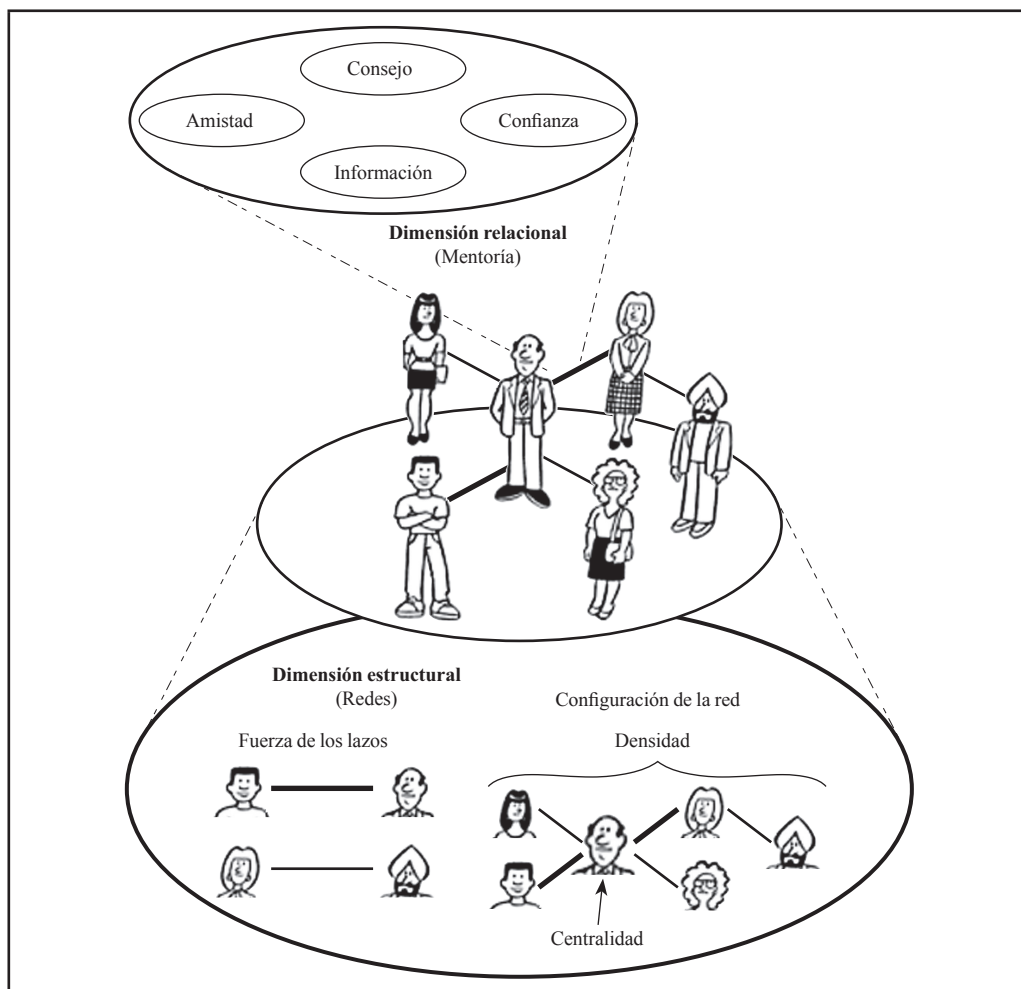 Consejo
Amistad
Confianza
Información
Dimensión relacional
(Mentoría)
Dimensión estructural
(Redes)
Configuración de la red
Fuerza de los lazos
Densidad
Centralidad